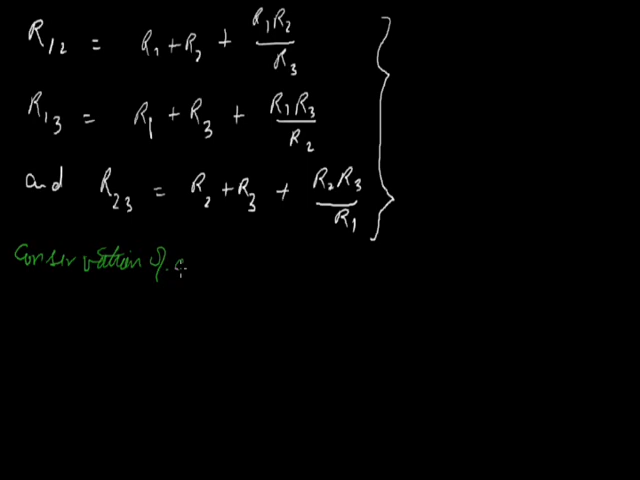 R₁₂ = R₁ + R₂ + R₁R₂/R₃
R₁₃ = R₁ + R₃ + R₁R₃/R₂
and R₂₃ = R₂ + R₃ + R₂R₃/R₁
Conservation of